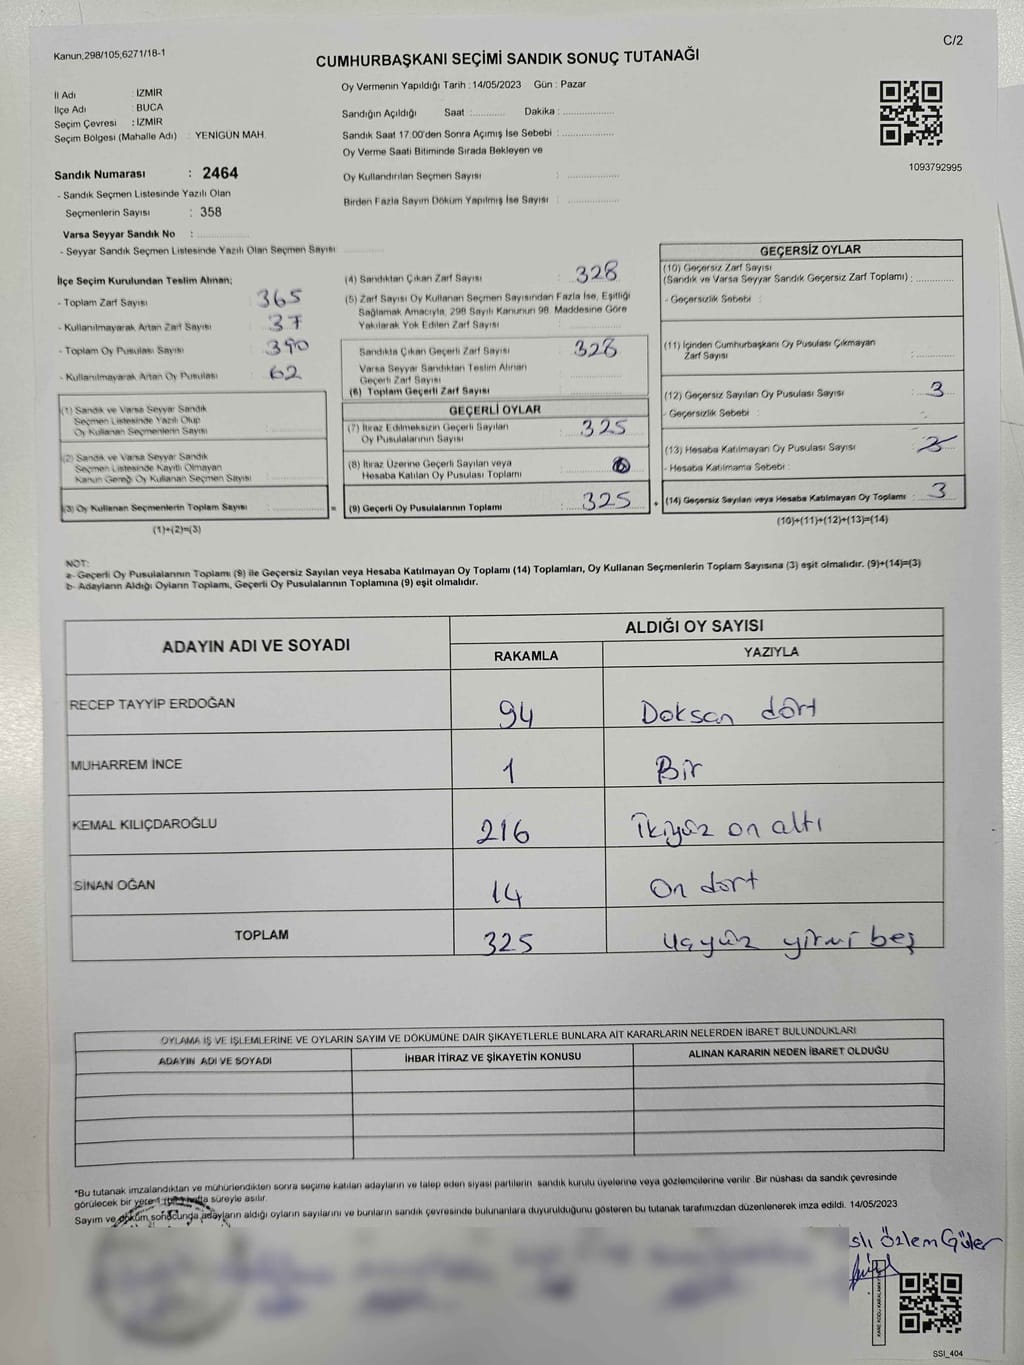 Kanun,298/105,6271/18-1
C/2
CUMHURBAŞKANI SEÇİMİ SANDIK SONUÇ TUTANAĞI
Oy Vermenin Yapıldığı Tarih : 14/05/2023 Gün : Pazar
İl Adı : İZMİR
İlçe Adı : BUCA
Seçim Çevresi : İZMİR
Seçim Bölgesi (Mahalle Adı) : YENİGÜN MAH.
Sandığın Açıldığı Saat : ............ Dakika : ..................
Sandık Saat 17.00'den Sonra Açımış İse Sebebi : ..................
Oy Verme Saati Bitiminde Sırada Bekleyen ve
Oy Kullandırılan Seçmen Sayısı : ..................
Birden Fazla Sayım Döküm Yapılmış İse Sayısı : ..................
1093792995
Sandık Numarası : 2464
- Sandık Seçmen Listesinde Yazılı Olan
Seçmenlerin Sayısı : 358
Varsa Seyyar Sandık No : ..................
- Seyyar Sandık Seçmen Listesinde Yazılı Olan Seçmen Sayısı: ............
İlçe Seçim Kurulundan Teslim Alınan;
- Toplam Zarf Sayısı : 365
- Kullanılmayarak Artan Zarf Sayısı : 37
- Toplam Oy Pusulası Sayısı : 390
- Kullanılmayarak Artan Oy Pusulası : 62
(1) Sandık ve Varsa Seyyar Sandık
Seçmen Listesinde Yazılı Olup
Oy Kullanan Seçmenlerin Sayısı : ..................
(2) Sandık ve Varsa Seyyar Sandık
Seçmen Listesinde Kayıtlı Olmayan
Kanun Gereği Oy Kullanan Seçmen Sayısı : ..................
(3) Oy Kullanan Seçmenlerin Toplam Sayısı : .................. =
(1)+(2)=(3)
(4) Sandıktan Çıkan Zarf Sayısı : 328
(5) Zarf Sayısı Oy Kullanan Seçmen Sayısından Fazla İse, Eşitliği
Sağlamak Amacıyla, 298 Sayılı Kanunun 98. Maddesine Göre
Yakılarak Yok Edilen Zarf Sayısı : ..................
Sandıkta Çıkan Geçerli Zarf Sayısı : 328
Varsa Seyyar Sandıktan Teslim Alınan
Geçerli Zarf Sayısı : ..................
(6) Toplam Geçerli Zarf Sayısı : ..................
GEÇERLİ OYLAR
(7) İtiraz Edilmeksizin Geçerli Sayılan
Oy Pusulalarının Sayısı : 325
(8) İtiraz Üzerine Geçerli Sayılan veya
Hesaba Katılan Oy Pusulası Toplamı :
(9) Geçerli Oy Pusulalarının Toplamı : 325 +
GEÇERSİZ OYLAR
(10) Geçersiz Zarf Sayısı
(Sandık ve Varsa Seyyar Sandık Geçersiz Zarf Toplamı) : ............
- Geçersizlik Sebebi :
(11) İçinden Cumhurbaşkanı Oy Pusulası Çıkmayan
Zarf Sayısı : ............
(12) Geçersiz Sayılan Oy Pusulası Sayısı : 3
- Geçersizlik Sebebi :
(13) Hesaba Katılmayan Oy Pusulası Sayısı :
- Hesaba Katılmama Sebebi :
(14) Geçersiz Sayılan veya Hesaba Katılmayan Oy Toplamı : 3
(10)+(11)+(12)+(13)=(14)
NOT:
a- Geçerli Oy Pusulalarının Toplamı (9) ile Geçersiz Sayılan veya Hesaba Katılmayan Oy Toplamı (14) Toplamları, Oy Kullanan Seçmenlerin Toplam Sayısına (3) eşit olmalıdır. (9)+(14)=(3)
b- Adayların Aldığı Oyların Toplamı, Geçerli Oy Pusulalarının Toplamına (9) eşit olmalıdır.
ADAYIN ADI VE SOYADI
ALDIĞI OY SAYISI
RAKAMLA YAZIYLA
RECEP TAYYİP ERDOĞAN 94 Doksan dört
MUHARREM İNCE 1 Bir
KEMAL KILIÇDAROĞLU 216 İkiyüz on altı
SİNAN OĞAN 14 On dört
TOPLAM 325 üçyüz yirmi beş
OYLAMA İŞ VE İŞLEMLERİNE VE OYLARIN SAYIM VE DÖKÜMÜNE DAİR ŞİKAYETLERLE BUNLARA AİT KARARLARIN NELERDEN İBARET BULUNDUKLARI
ADAYIN ADI VE SOYADI İHBAR İTİRAZ VE ŞİKAYETİN KONUSU ALINAN KARARIN NEDEN İBARET OLDUĞU
*Bu tutanak imzalandıktan ve mühürlendikten sonra seçime katılan adayların ve talep eden siyasi partilerin sandık kurulu üyelerine veya gözlemcilerine verilir .Bir nüshası da sandık çevresinde
görülecek bir yere 1 (bir) hafta süreyle asılır.
Sayım ve döküm sonucunda adayların aldığı oyların sayılarını ve bunların sandık çevresinde bulunanlara duyurulduğunu gösteren bu tutanak tarafımızdan düzenlenerek imza edildi. 14/05/2023
slı Özlem Güler
KARE KODU KARALAMAY
SSI_404